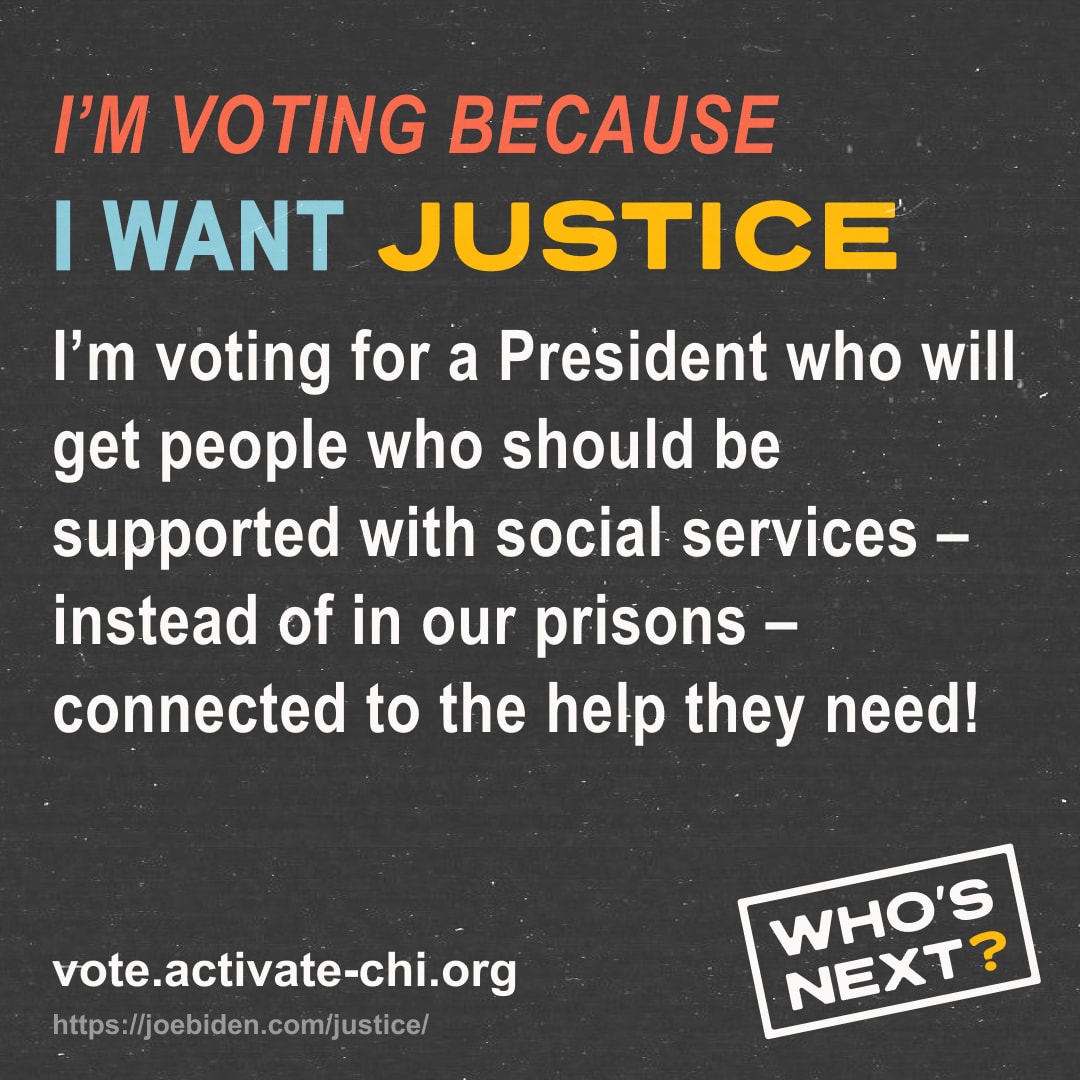 I'M VOTING BECAUSE
I WANT JUSTICE
I'm voting for a President who will
get people who should be
supported with social services –
instead of in our prisons –
connected to the help they need!
WHO'S
NEXT?
vote.activate-chi.org
https://joebiden.com/justice/